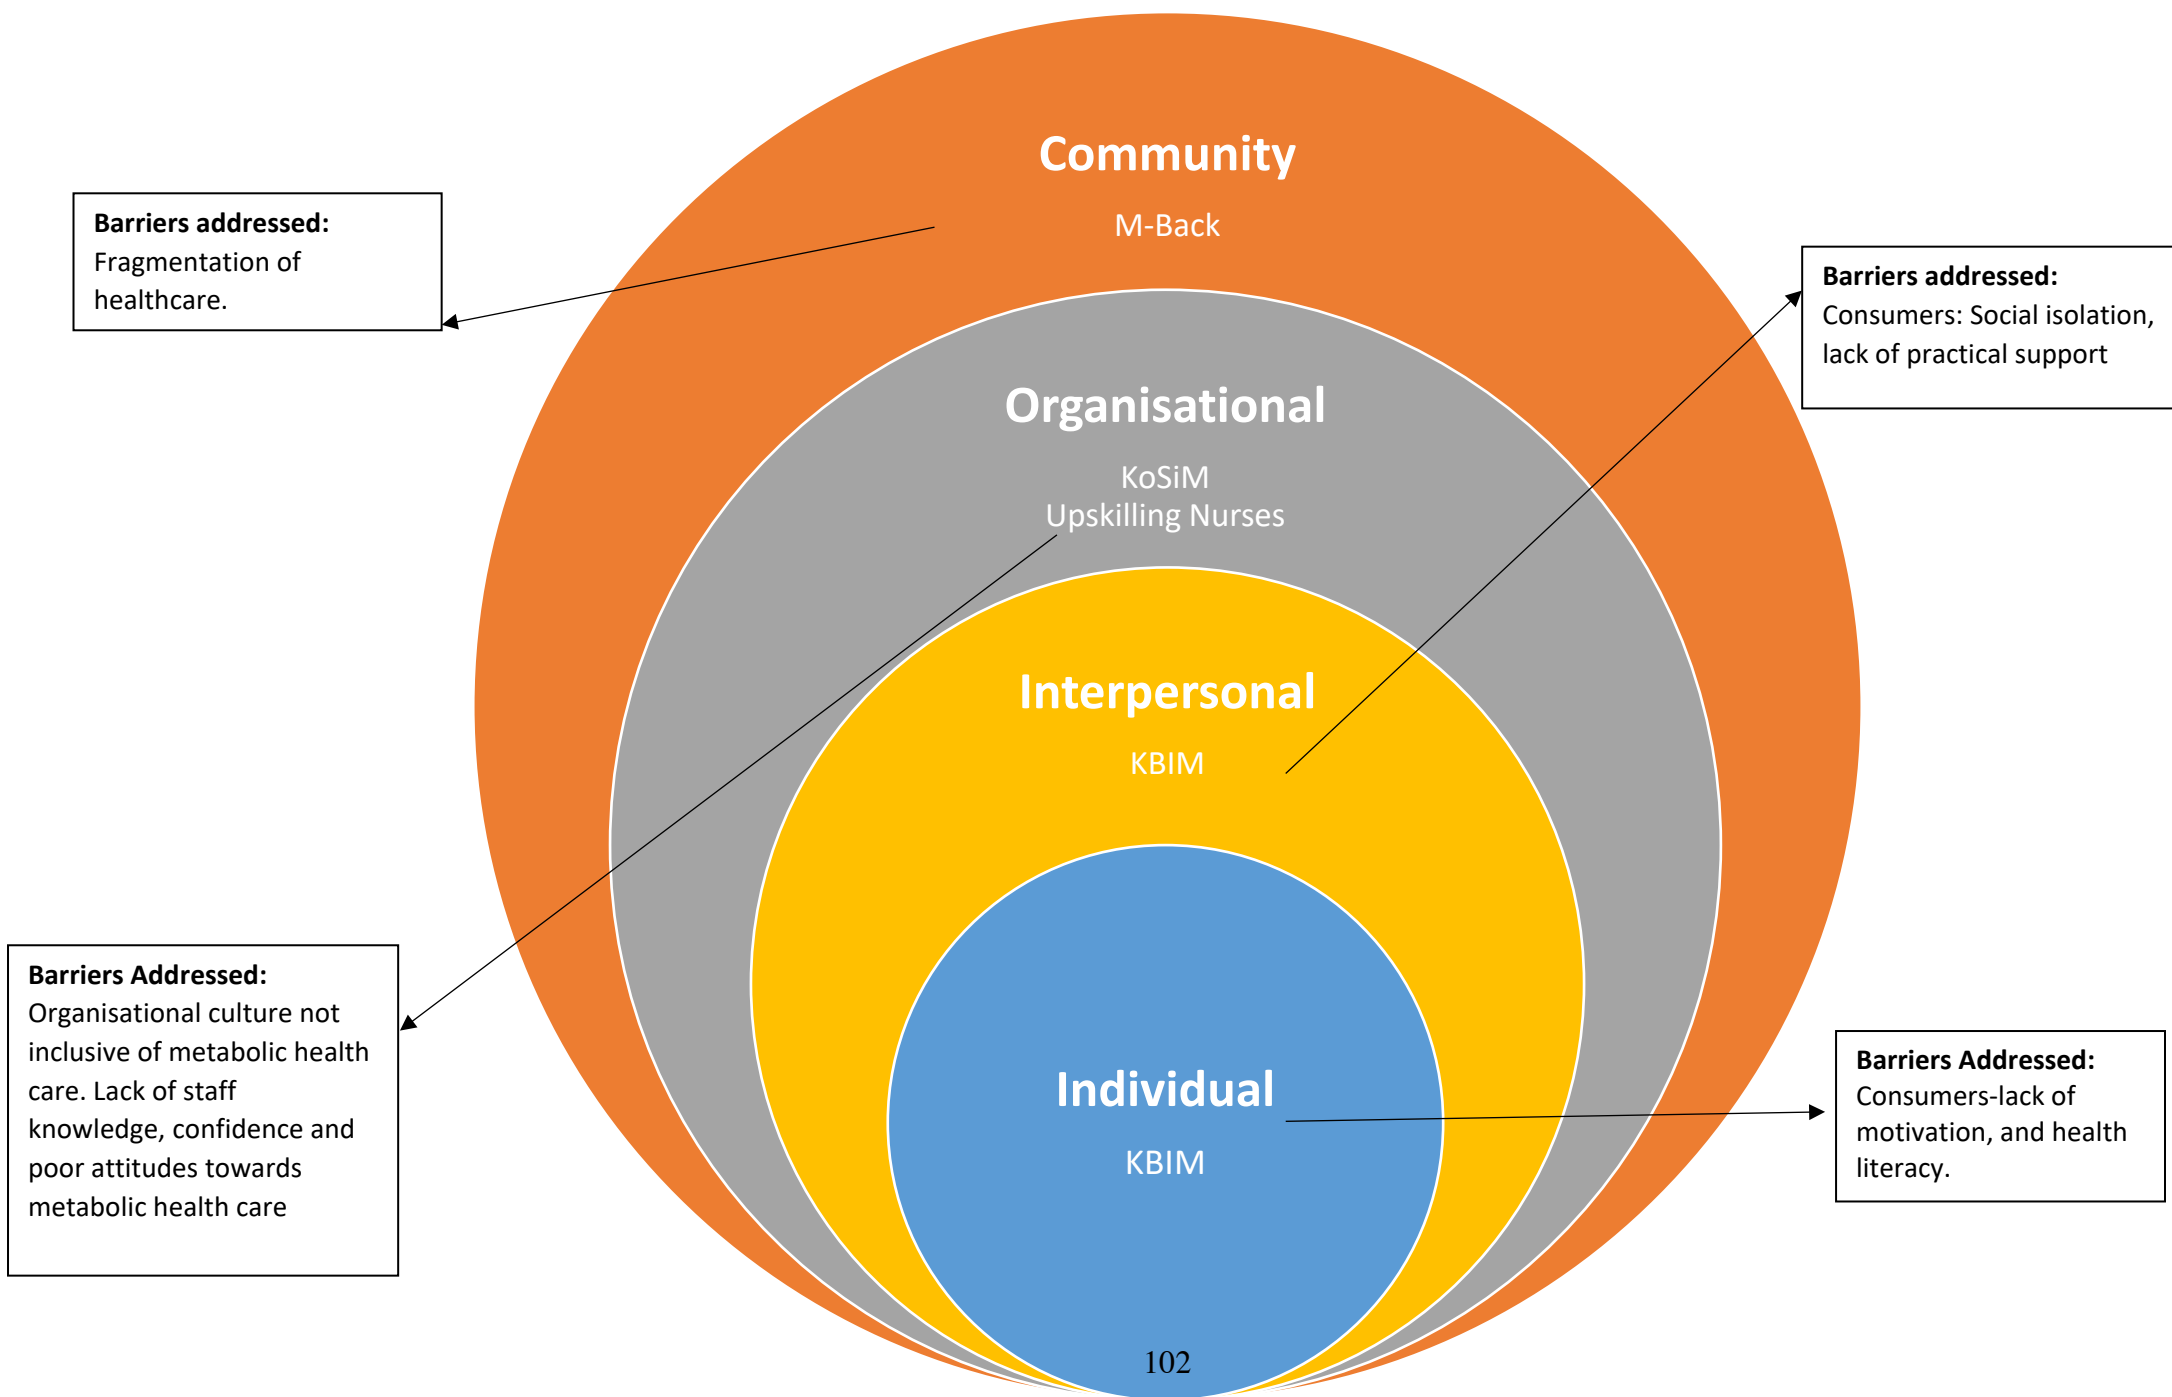 Community
M-Back
Barriers addressed:
Fragmentation of
healthcare.
Barriers addressed:
Consumers: Social isolation,
lack of practical support
Organisational
KoSiM
Upskilling Nurses
Interpersonal
KBIM
Barriers Addressed:
Organisational culture not
inclusive of metabolic health
care. Lack of staff
knowledge, confidence and
poor attitudes towards
metabolic health care
Individual
KBIM
Barriers Addressed:
Consumers-lack of
motivation, and health
literacy.
102